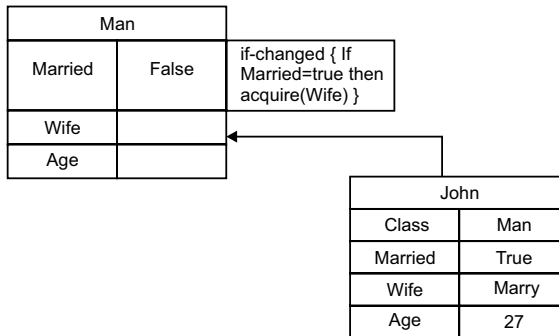 Man
Married False
if-changed { If
Married=true then
acquire(Wife) }
Wife
Age
John
Class Man
Married True
Wife Marry
Age 27